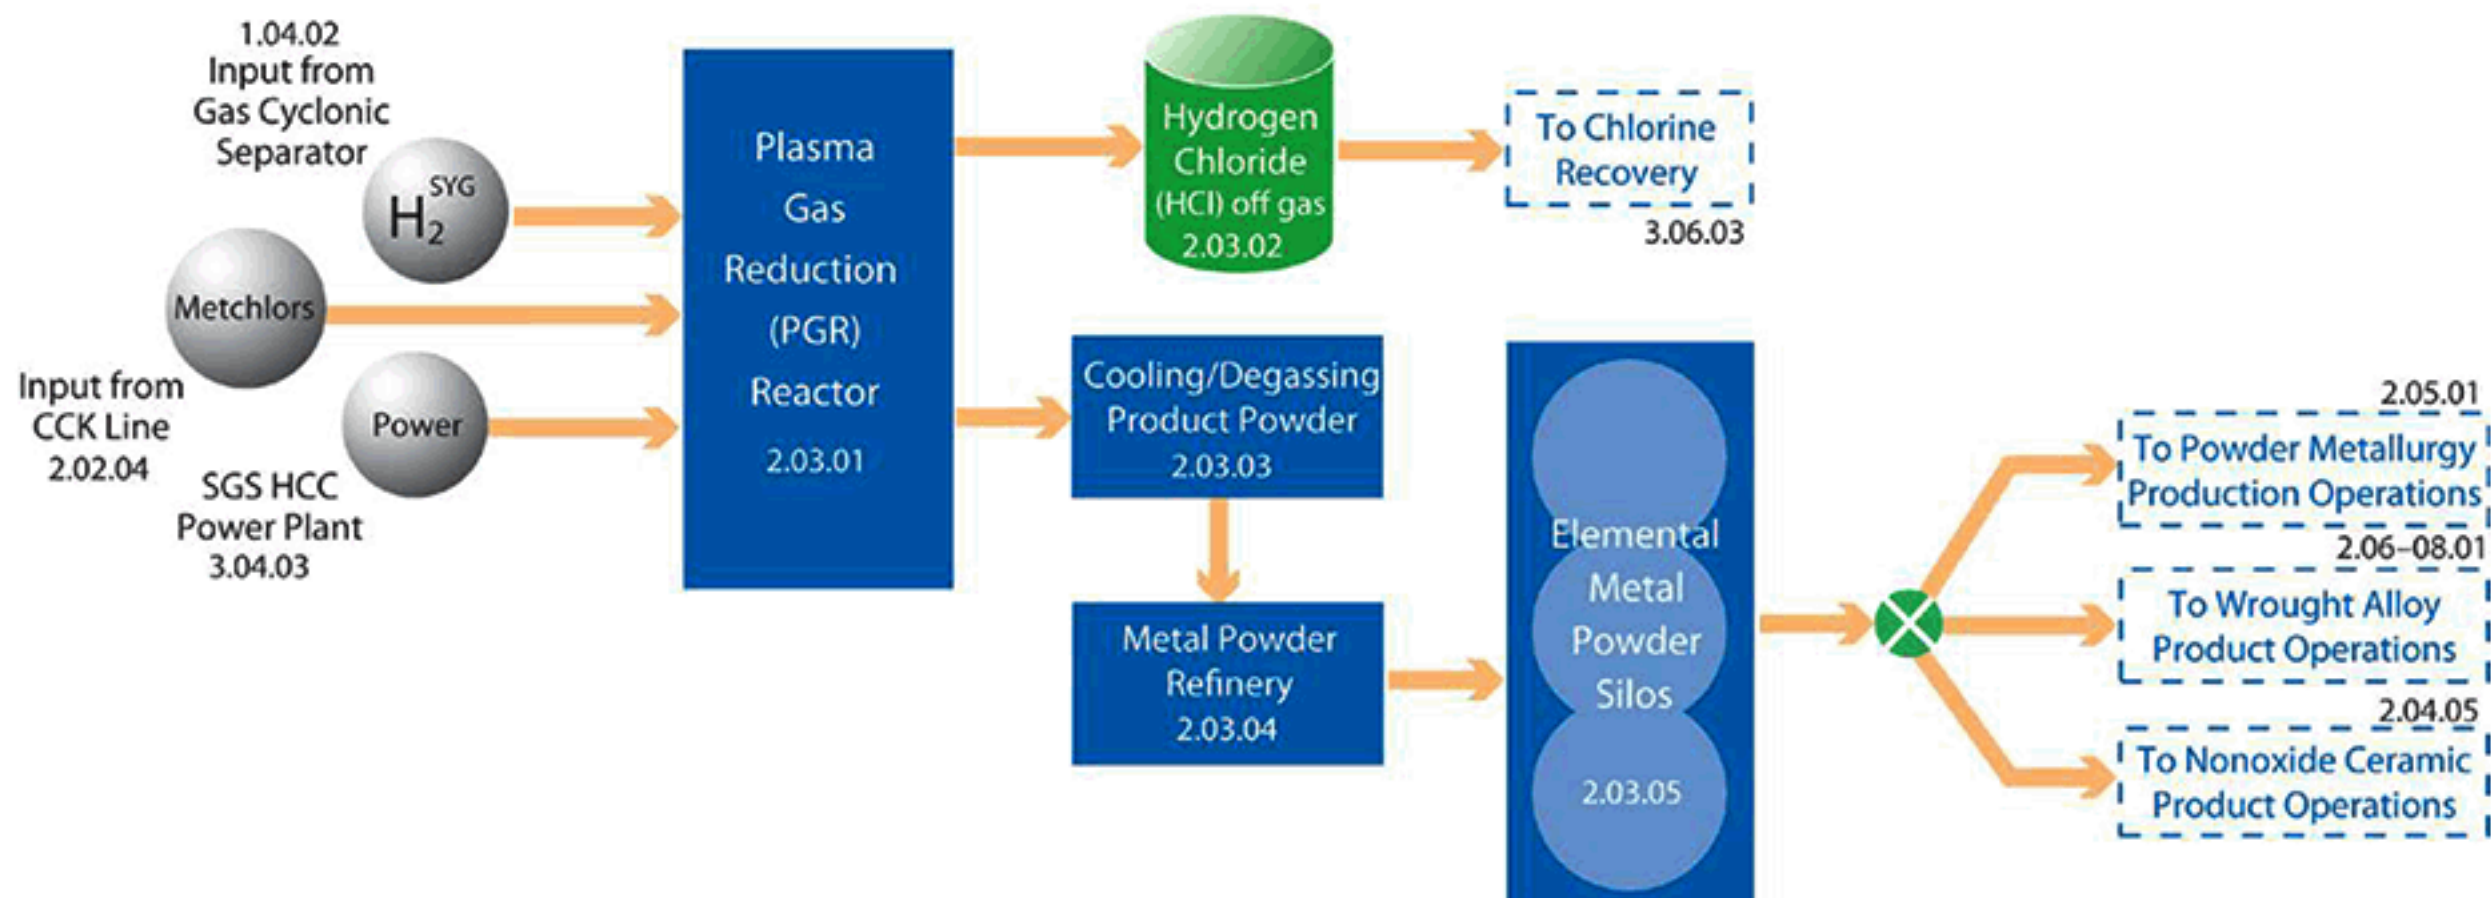 1.04.02
Input from
Gas Cyclonic
Separator
H2 SYG
Metchlors
Input from
CCK Line
2.02.04
Power
SGS HCC
Power Plant
3.04.03
Plasma
Gas
Reduction
(PGR)
Reactor
2.03.01
Hydrogen
Chloride
(HCl) off gas
2.03.02
To Chlorine
Recovery
3.06.03
Cooling/Degassing
Product Powder
2.03.03
Metal Powder
Refinery
2.03.04
Elemental
Metal
Powder
Silos
2.03.05
2.05.01
To Powder Metallurgy
Production Operations
2.06–08.01
To Wrought Alloy
Product Operations
2.04.05
To Nonoxide Ceramic
Product Operations